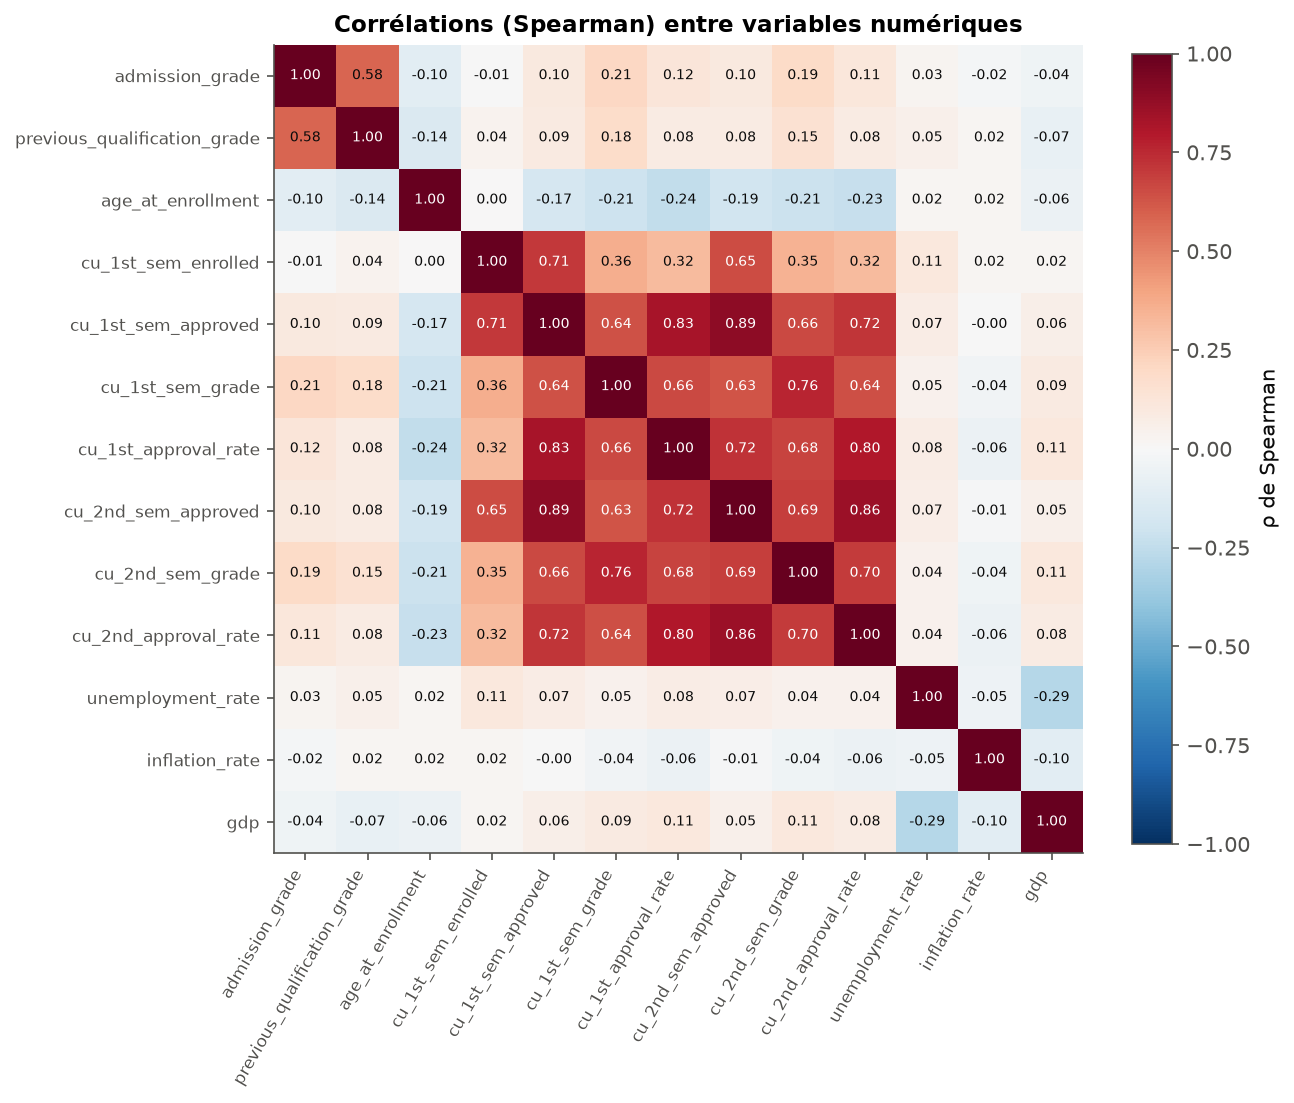 Corrélations (Spearman) entre variables numériques
admission_grade 1.00 0.58 -0.10 -0.01 0.10 0.21 0.12 0.10 0.19 0.11 0.03 -0.02 -0.04
previous_qualification_grade 0.58 1.00 -0.14 0.04 0.09 0.18 0.08 0.08 0.15 0.08 0.05 0.02 -0.07
age_at_enrollment -0.10 -0.14 1.00 0.00 -0.17 -0.21 -0.24 -0.19 -0.21 -0.23 0.02 0.02 -0.06
cu_1st_sem_enrolled -0.01 0.04 0.00 1.00 0.71 0.36 0.32 0.65 0.35 0.32 0.11 0.02 0.02
cu_1st_sem_approved 0.10 0.09 -0.17 0.71 1.00 0.64 0.83 0.89 0.66 0.72 0.07 -0.00 0.06
cu_1st_sem_grade 0.21 0.18 -0.21 0.36 0.64 1.00 0.66 0.63 0.76 0.64 0.05 -0.04 0.09
cu_1st_approval_rate 0.12 0.08 -0.24 0.32 0.83 0.66 1.00 0.72 0.68 0.80 0.08 -0.06 0.11
cu_2nd_sem_approved 0.10 0.08 -0.19 0.65 0.89 0.63 0.72 1.00 0.69 0.86 0.07 -0.01 0.05
cu_2nd_sem_grade 0.19 0.15 -0.21 0.35 0.66 0.76 0.68 0.69 1.00 0.70 0.04 -0.04 0.11
cu_2nd_approval_rate 0.11 0.08 -0.23 0.32 0.72 0.64 0.80 0.86 0.70 1.00 0.04 -0.06 0.08
unemployment_rate 0.03 0.05 0.02 0.11 0.07 0.05 0.08 0.07 0.04 0.04 1.00 -0.05 -0.29
inflation_rate -0.02 0.02 0.02 0.02 -0.00 -0.04 -0.06 -0.01 -0.04 -0.06 -0.05 1.00 -0.10
gdp -0.04 -0.07 -0.06 0.02 0.06 0.09 0.11 0.05 0.11 0.08 -0.29 -0.10 1.00
admission_grade
previous_qualification_grade
age_at_enrollment
cu_1st_sem_enrolled
cu_1st_sem_approved
cu_1st_sem_grade
cu_1st_approval_rate
cu_2nd_sem_approved
cu_2nd_sem_grade
cu_2nd_approval_rate
unemployment_rate
inflation_rate
gdp
1.00
0.75
0.50
0.25
0.00
−0.25
−0.50
−0.75
−1.00
ρ de Spearman